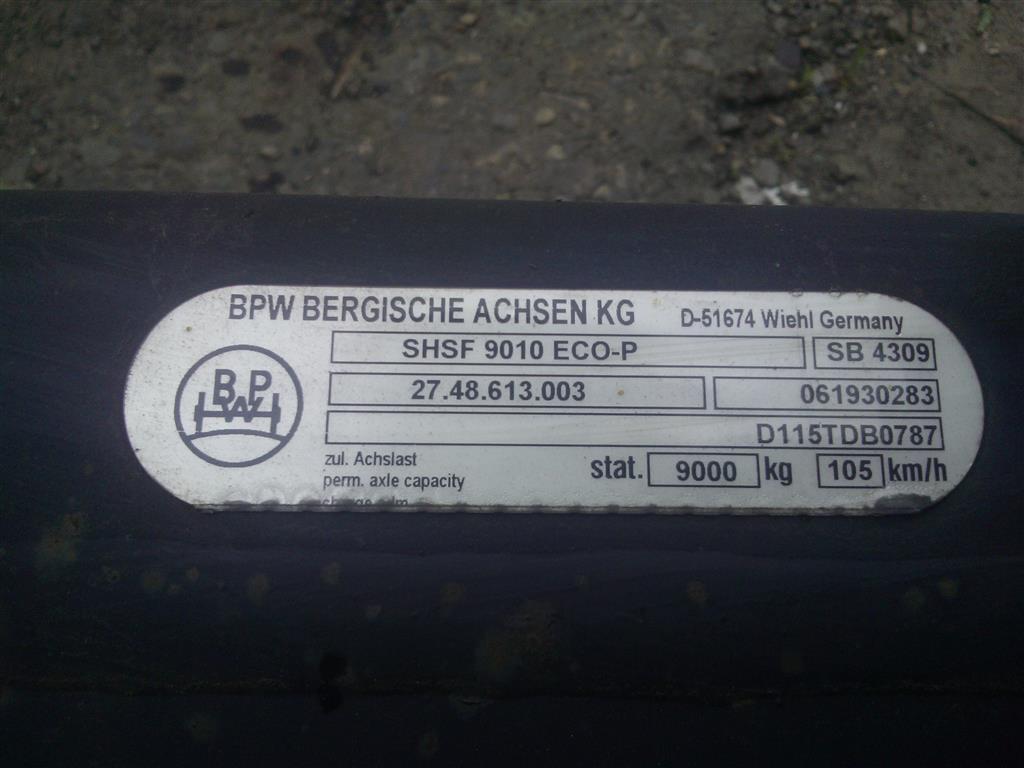 BPW BERGISCHE ACHSEN KG D-51674 Wiehl Germany
SHSF 9010 ECO-P SB 4309
BPW
27.48.613.003 061930283
D115TDB0787
zul. Achslast
perm. axle capacity stat. 9000 kg 105 km/h